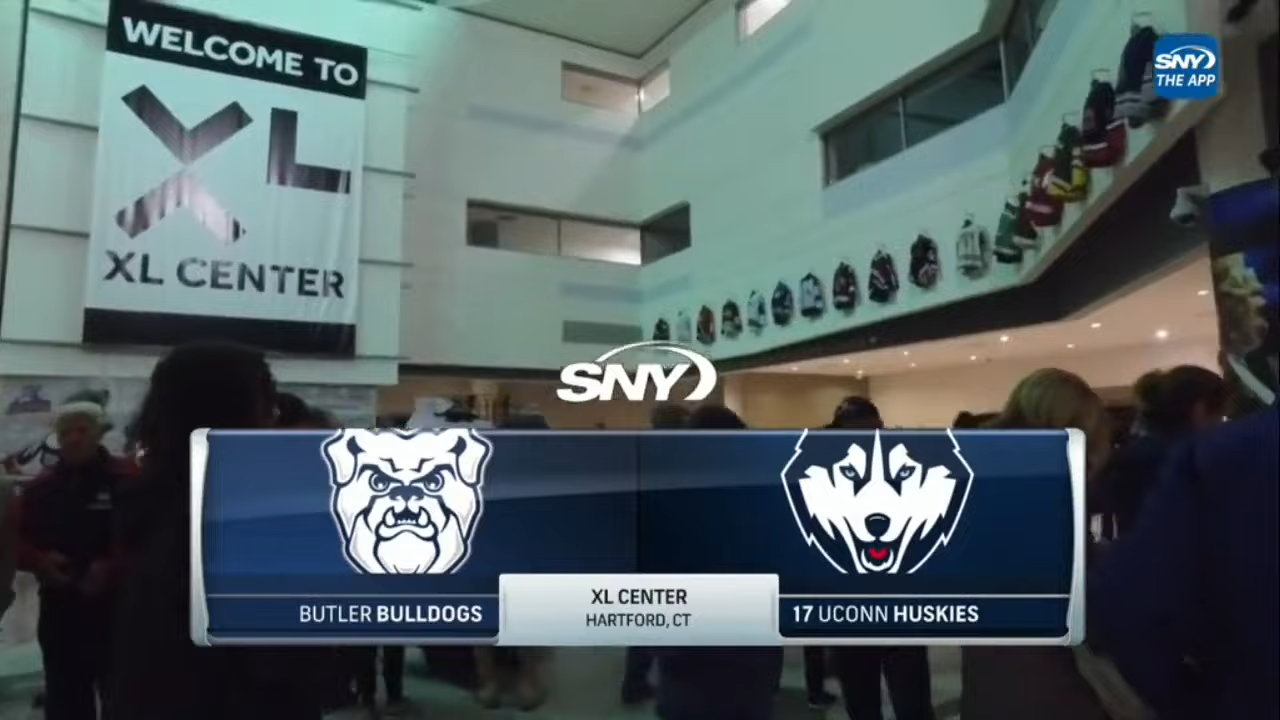 WELCOME TO
XL
XL CENTER
SNY
THE APP
SNY
BUTLER BULLDOGS
XL CENTER
HARTFORD, CT
17 UCONN HUSKIES